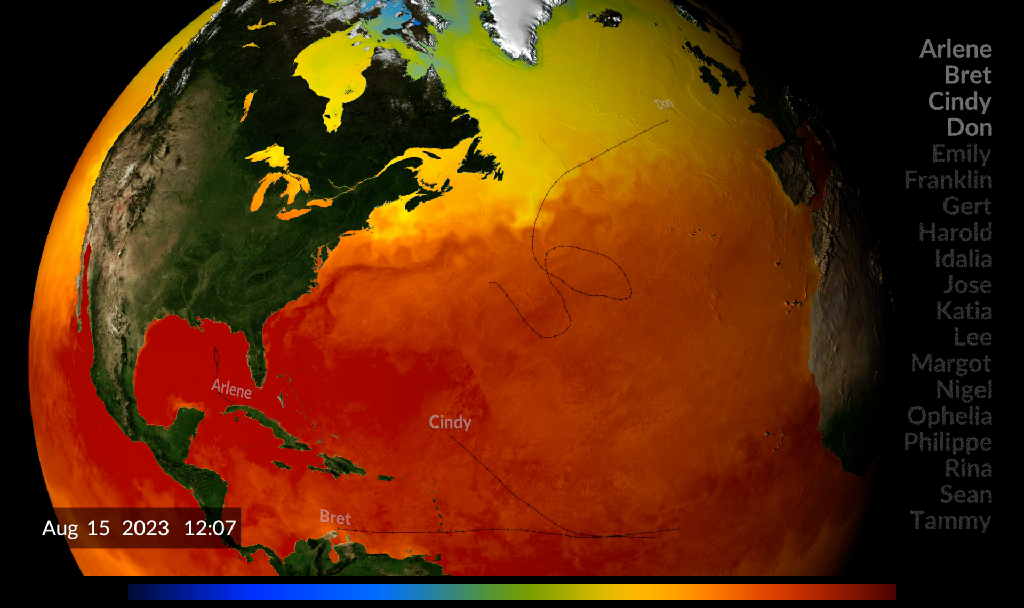 Don
Arlene
Cindy
Bret
Aug 15 2023 12:07
Arlene
Bret
Cindy
Don
Emily
Franklin
Gert
Harold
Idalia
Jose
Katia
Lee
Margot
Nigel
Ophelia
Philippe
Rina
Sean
Tammy